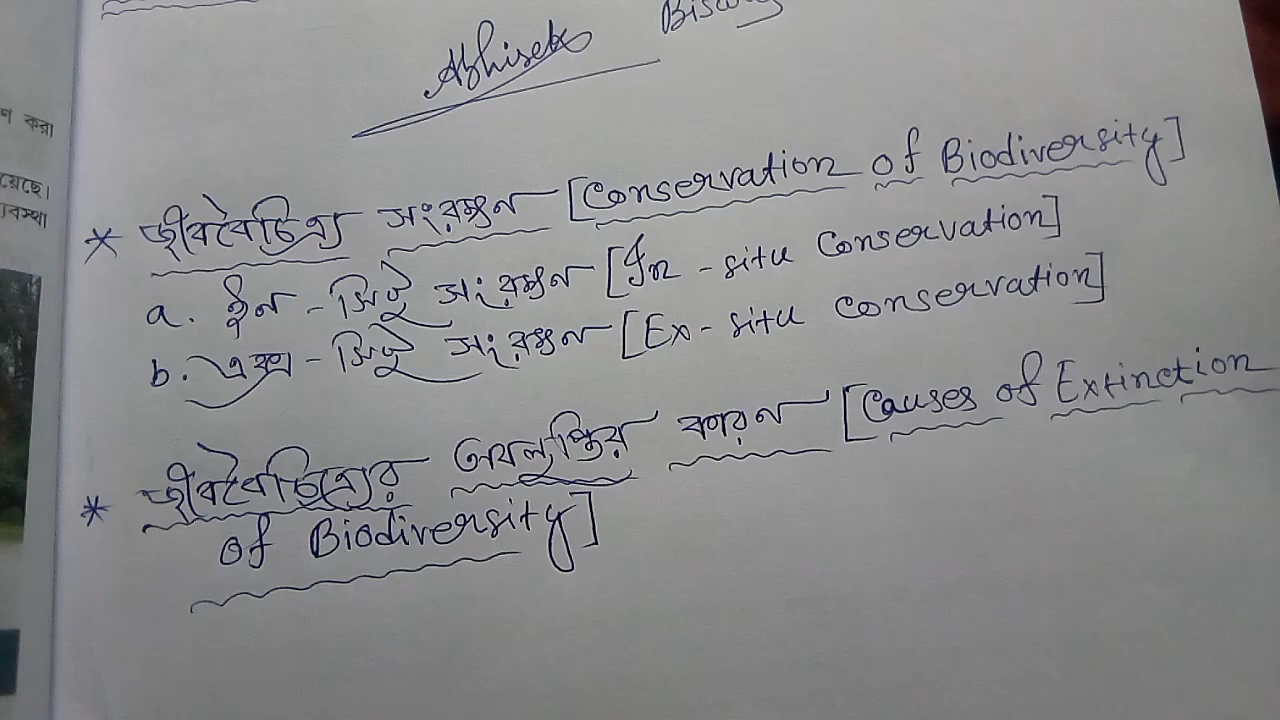 Abhisek
ণ করা
য়েছে।
* জীববৈচিত্র্য সংরক্ষণ [Conservation of Biodiversity]
a. ইন - সিটু সংরক্ষণ [In - situ Conservation]
b. এক্স - সিটু সংরক্ষণ [Ex - situ conservation]
* জীববৈচিত্র্যের অবলুপ্তির কারণ [Causes of Extinction
of Biodiversity]